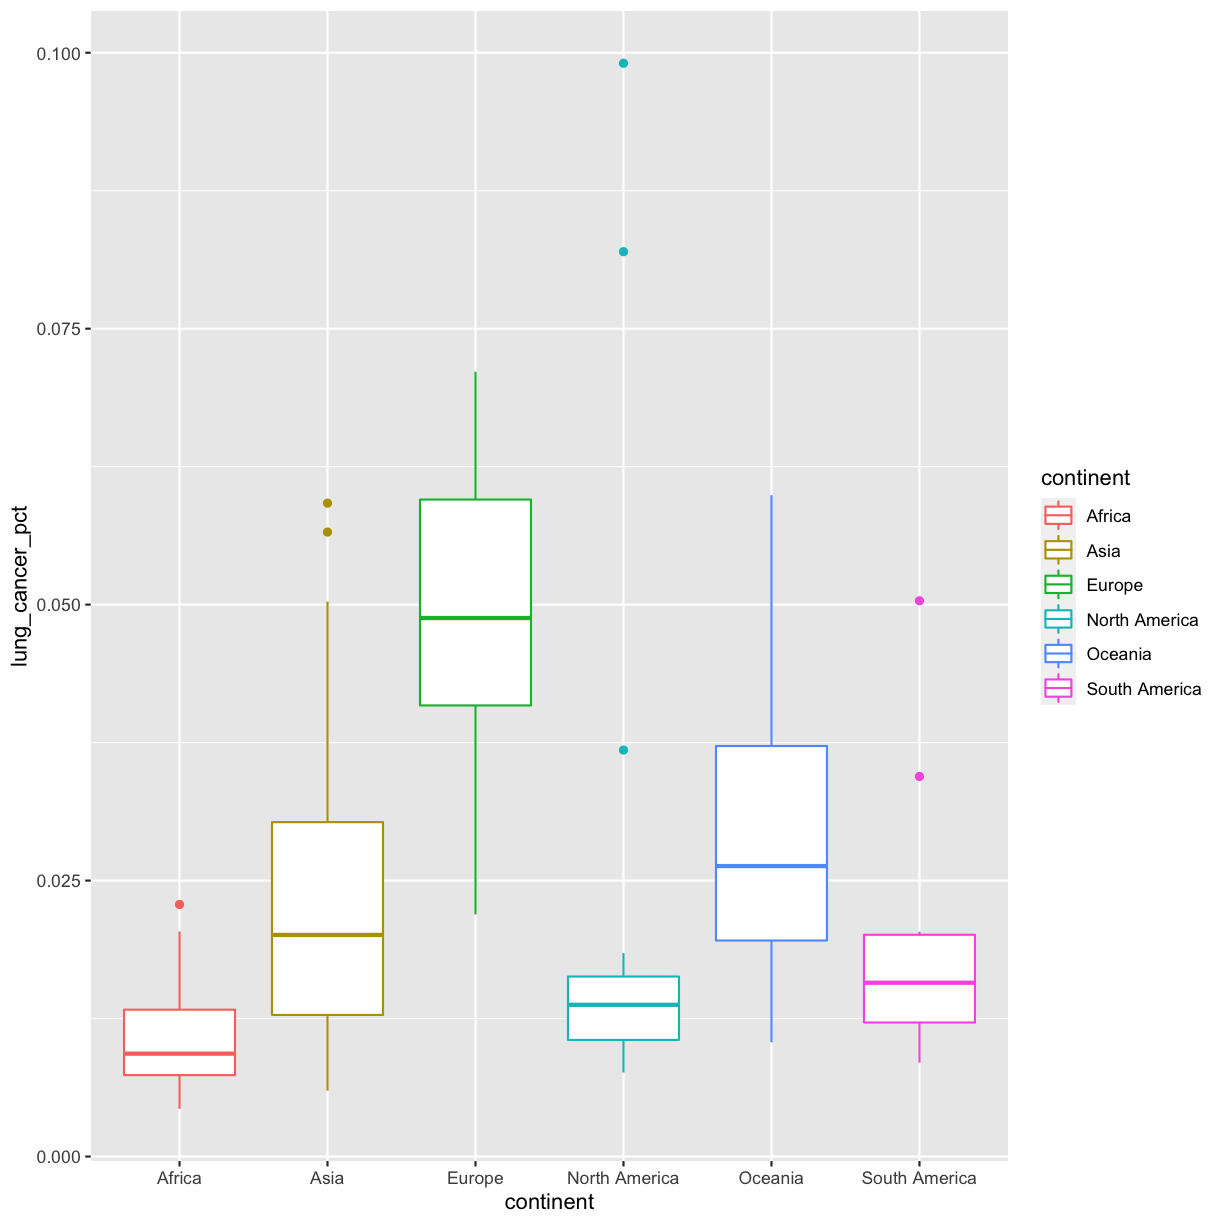 0.100
0.075
0.050
0.025
0.000
lung_cancer_pct
Africa
Asia
Europe
North America
Oceania
South America
continent
continent
Africa
Asia
Europe
North America
Oceania
South America